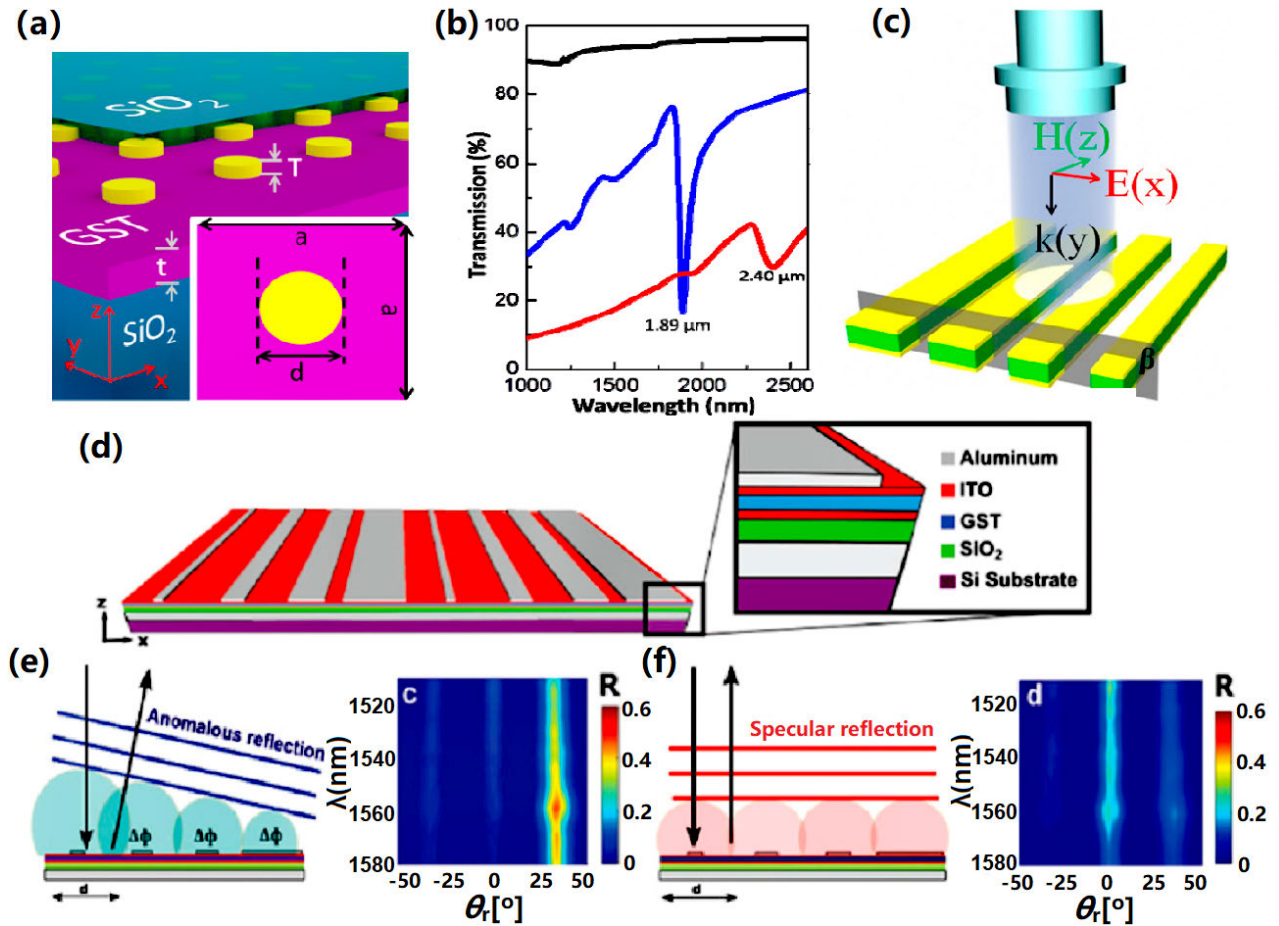 (a)
SiO₂
T
GST
t
a
a
d
z
y
x
SiO₂
(b)
Transmission (%)
100
80
60
40
20
0
1.89 μm
2.40 μm
1000
1500
2000
2500
Wavelength (nm)
(c)
H(z)
E(x)
k(y)
β
(d)
z
x
Aluminum
ITO
GST
SIO₂
Si Substrate
(e)
Anomalous reflection
Δϕ
Δϕ
Δϕ
d
c
R
λ(nm)
1520
1540
1560
1580
0.6
0.4
0.2
0
-50
-25
0
25
50
θr[°]
(f)
Specular reflection
d
d
R
λ(nm)
1520
1540
1560
1580
0.6
0.4
0.2
0
-50
-25
0
25
50
θr[°]